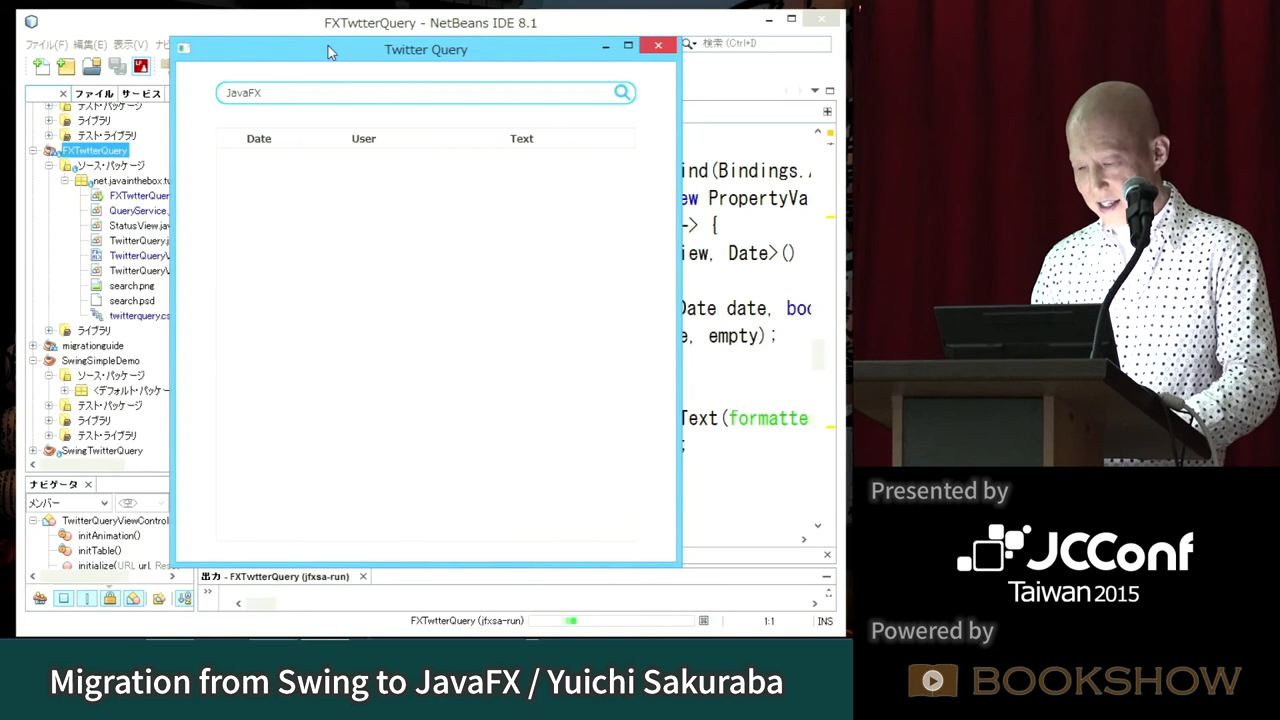 FXTwtterQuery - NetBeans IDE 8.1
ファイル(F) 編集(E) 表示(V) ナビ
検索 (Ctrl+I)
Twitter Query
JavaFX
Date User Text
ファイル サービス
テスト・パッケージ
ライブラリ
テスト・ライブラリ
FXTwtterQuery
ソース・パッケージ
net.javainthebox.tw
FXTwtterQuer
QueryService.
StatusView.jav
TwitterQuery.j
TwitterQueryV
TwitterQueryV
search.png
search.psd
twitterquery.cs
ライブラリ
migrationguide
SwingSimpleDemo
ソース・パッケージ
<デフォルト・パッケー
テスト・パッケージ
ライブラリ
テスト・ライブラリ
SwingTwitterQuery
ind(Bindings.
ew PropertyVa
-> {
iew, Date>()
Date date, boo
e, empty);
Text(formatte
;
ナビゲータ
メンバー
TwitterQueryViewControl
initAnimation()
initTable()
initialize(URL url, Res
出力 - FXTwtterQuery (jfxsa-run)
FXTwtterQuery (jfxsa-run)
1:1 INS
Presented by
JCConf
Taiwan 2015
Powered by
BOOKSHOW
Migration from Swing to JavaFX / Yuichi Sakuraba